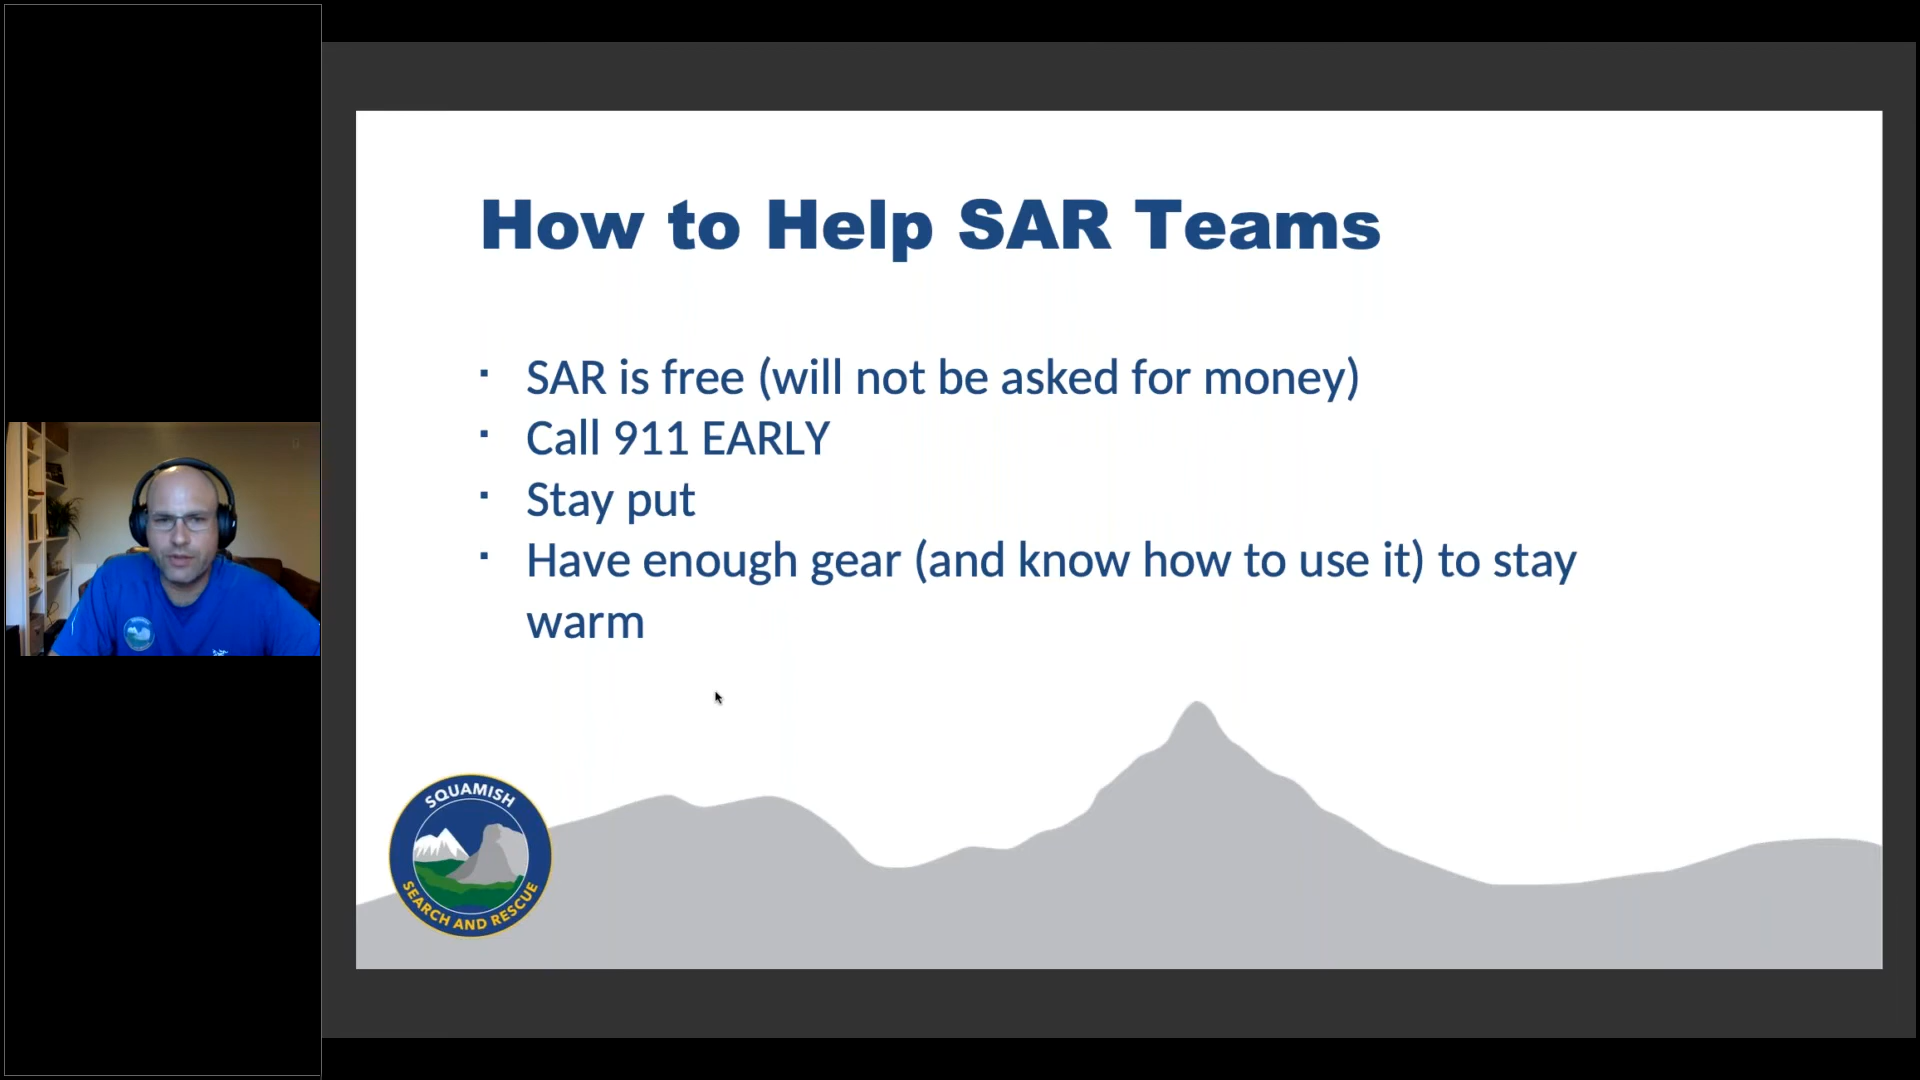 How to Help SAR Teams
▪ SAR is free (will not be asked for money)
▪ Call 911 EARLY
▪ Stay put
▪ Have enough gear (and know how to use it) to stay
warm
SQUAMISH
SEARCH AND RESCUE